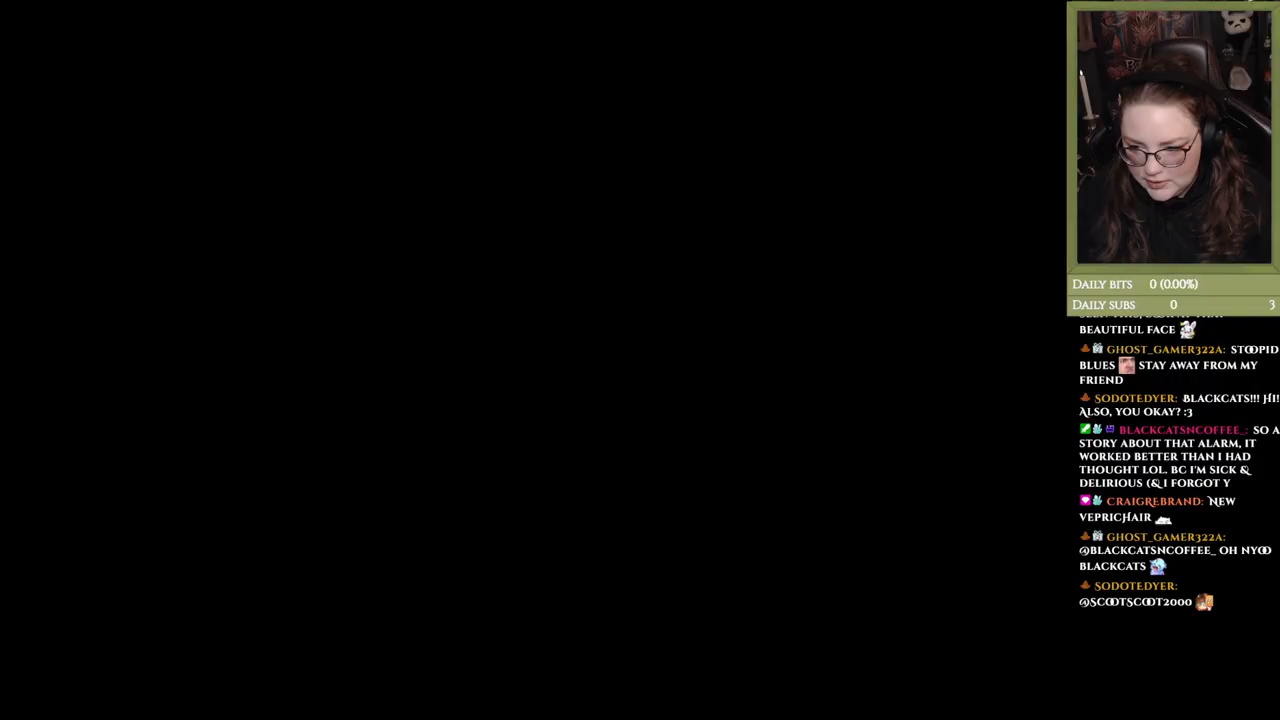 DAILY BITS 0 (0.00%)
DAILY SUBS 0 3
BEAUTIFUL FACE
GHOST_GAMER322A: STOOPID
BLUES STAY AWAY FROM MY
FRIEND
SODOTEDYER: BLACKCATS!!! HI!
ALSO, YOU OKAY? :3
BLACKCATSNCOFFEE_: SO A
STORY ABOUT THAT ALARM, IT
WORKED BETTER THAN I HAD
THOUGHT LOL. BC I'M SICK &
DELIRIOUS (& I FORGOT Y
CRAIGREBRAND: NEW
VEPRICHAIR
GHOST_GAMER322A:
@BLACKCATSNCOFFEE_ OH NYOO
BLACKCATS
SODOTEDYER:
@SCOOTSCOOT2000